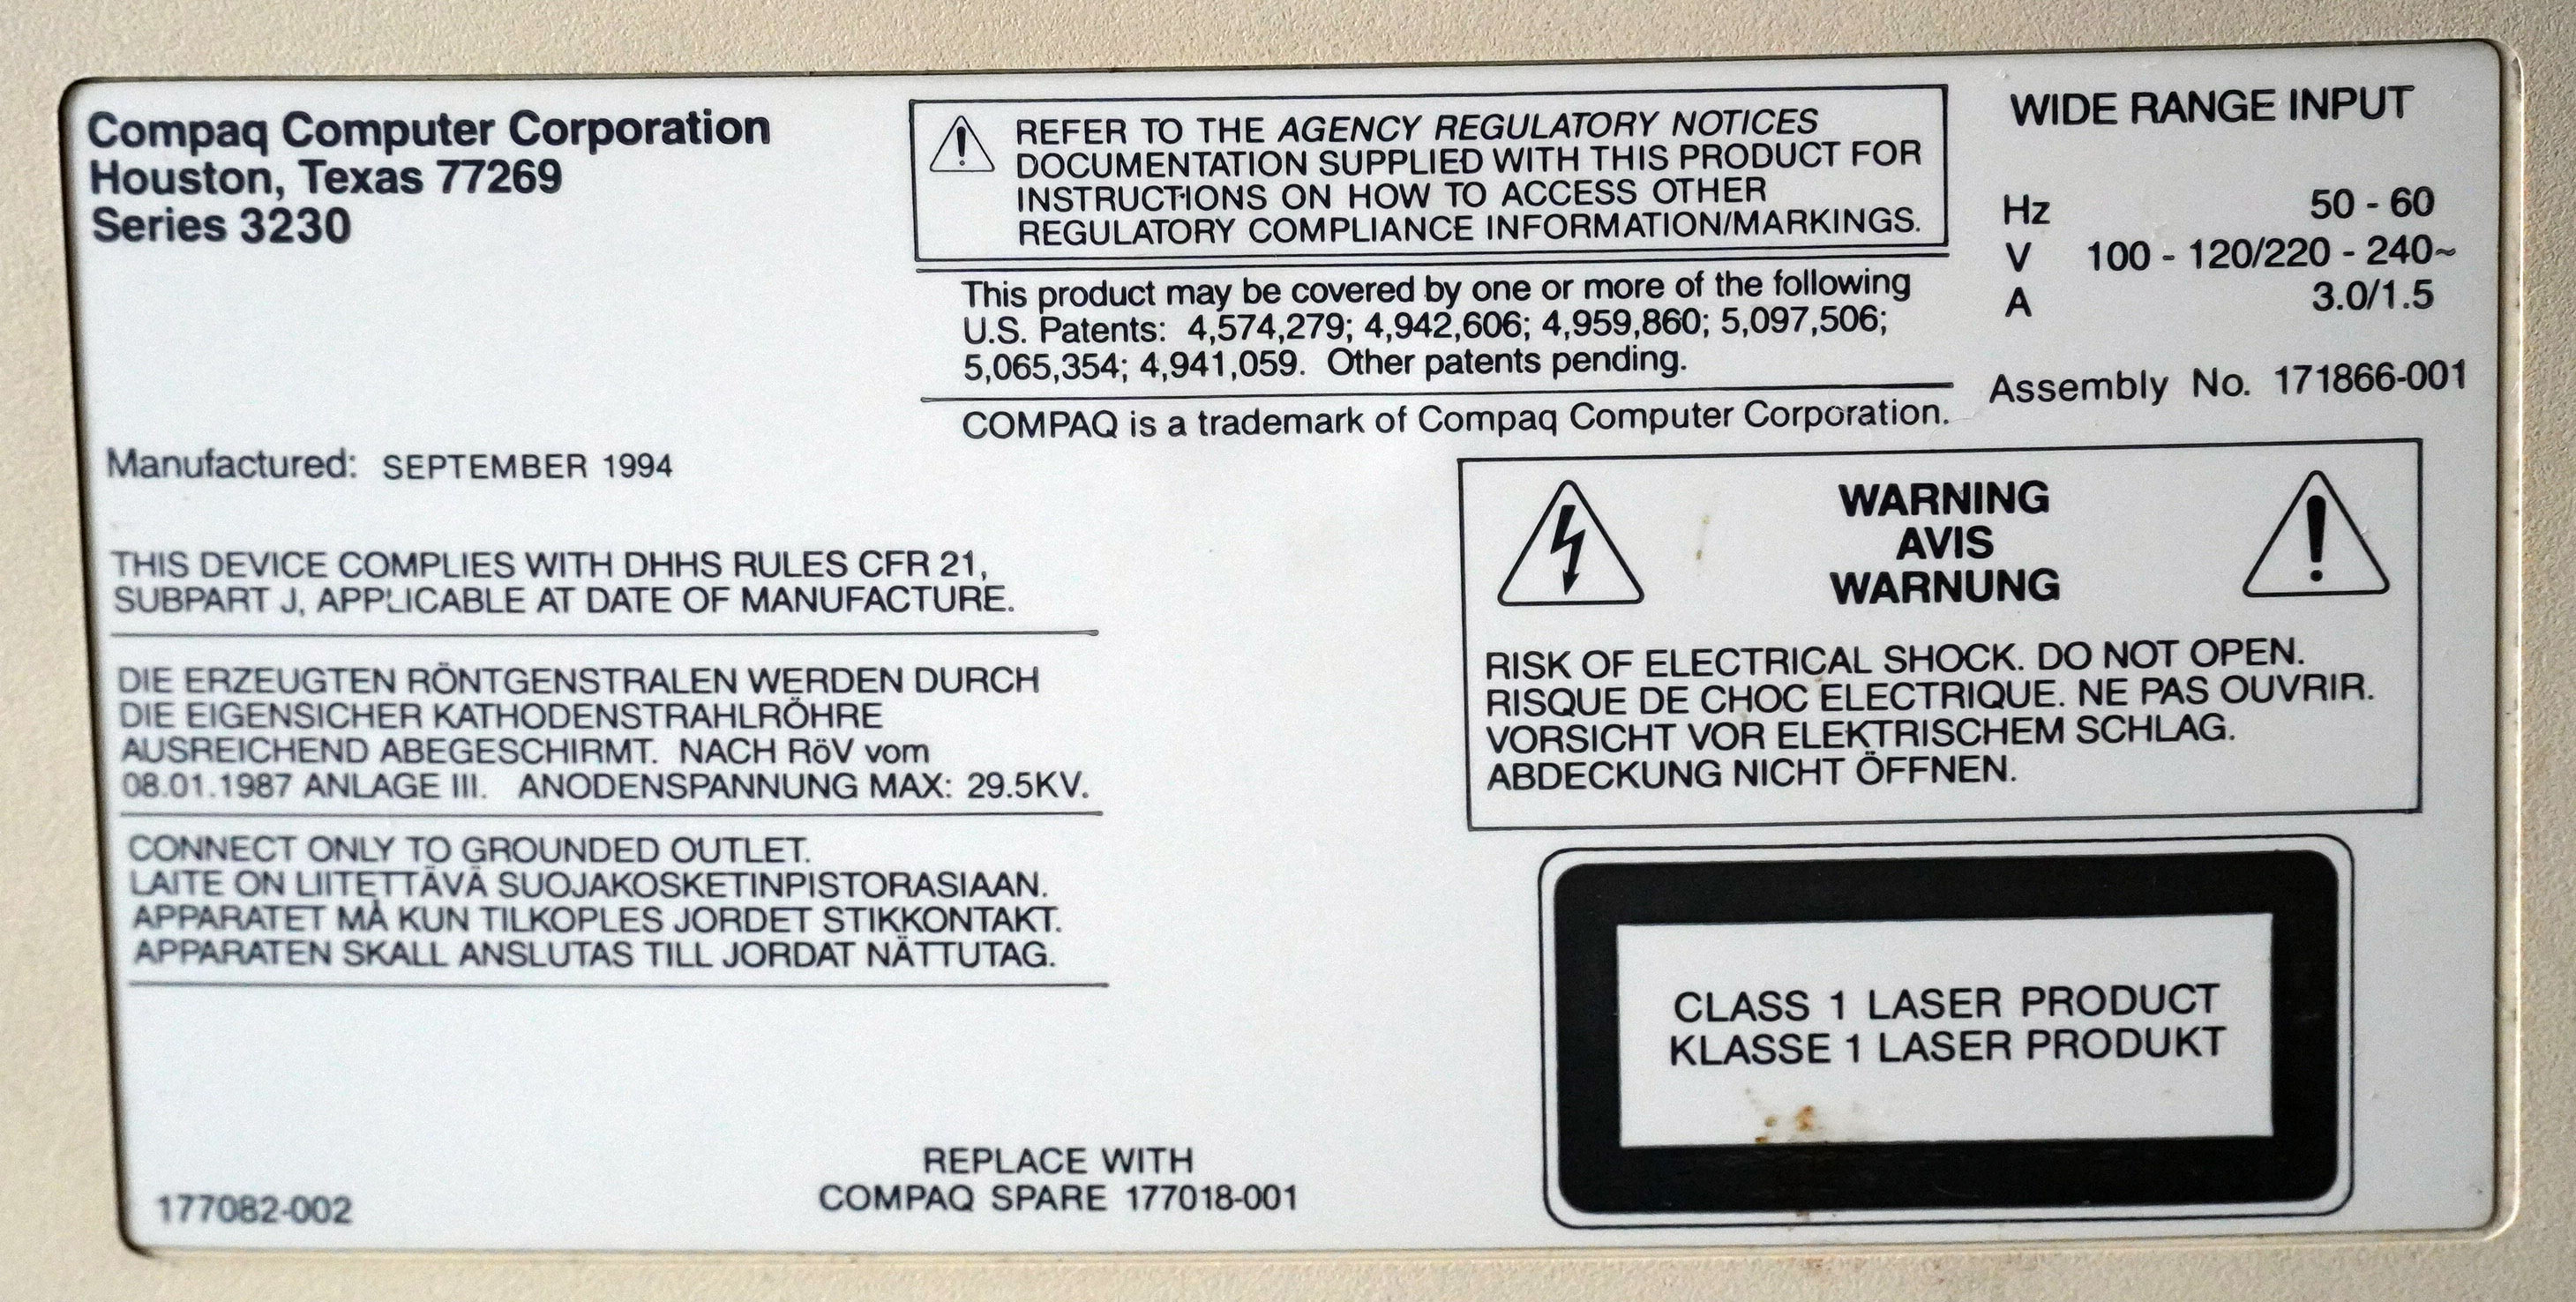 Compaq Computer Corporation
Houston, Texas 77269
Series 3230
Manufactured: SEPTEMBER 1994
THIS DEVICE COMPLIES WITH DHHS RULES CFR 21,
SUBPART J, APPLICABLE AT DATE OF MANUFACTURE.
DIE ERZEUGTEN RÖNTGENSTRALEN WERDEN DURCH
DIE EIGENSICHER KATHODENSTRAHLRÖHRE
AUSREICHEND ABEGESCHIRMT. NACH RöV vom
08.01.1987 ANLAGE III. ANODENSPANNUNG MAX: 29.5KV.
CONNECT ONLY TO GROUNDED OUTLET.
LAITE ON LIITETTÄVÄ SUOJAKOSKETINPISTORASIAAN.
APPARATET MÅ KUN TILKOPLES JORDET STIKKONTAKT.
APPARATEN SKALL ANSLUTAS TILL JORDAT NÄTTUTAG.
177082-002
REPLACE WITH
COMPAQ SPARE 177018-001
REFER TO THE AGENCY REGULATORY NOTICES
DOCUMENTATION SUPPLIED WITH THIS PRODUCT FOR
INSTRUCTIONS ON HOW TO ACCESS OTHER
REGULATORY COMPLIANCE INFORMATION/MARKINGS.
This product may be covered by one or more of the following
U.S. Patents: 4,574,279; 4,942,606; 4,959,860; 5,097,506;
5,065,354; 4,941,059. Other patents pending.
COMPAQ is a trademark of Compaq Computer Corporation.
WIDE RANGE INPUT
Hz 50 - 60
V 100 - 120/220 - 240~
A 3.0/1.5
Assembly No. 171866-001
WARNING
AVIS
WARNUNG
RISK OF ELECTRICAL SHOCK. DO NOT OPEN.
RISQUE DE CHOC ELECTRIQUE. NE PAS OUVRIR.
VORSICHT VOR ELEKTRISCHEM SCHLAG.
ABDECKUNG NICHT ÖFFNEN.
CLASS 1 LASER PRODUCT
KLASSE 1 LASER PRODUKT